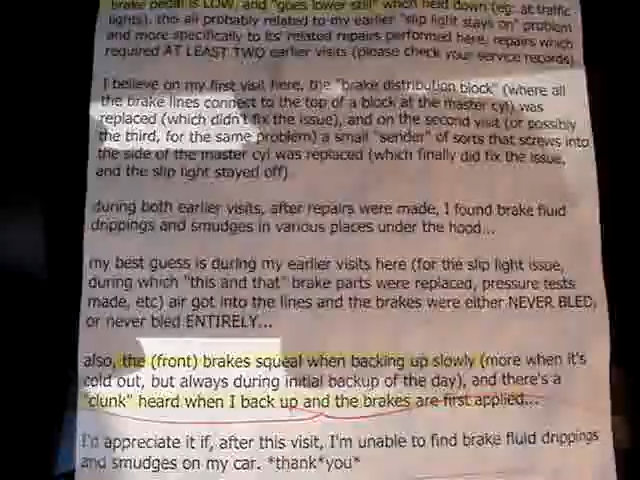 brake pedal is LOW, and "goes lower still" when held down (eg: at traffic
lights), this all probably related to my earlier "slip light stays on" problem
and more specifically to its' related repairs performed here, repairs which
required AT LEAST TWO earlier visits (please check your service records)
I believe on my first visit here, the "brake distribution block" (where all
the brake lines connect to the top of a block at the master cyl) was
replaced (which didn't fix the issue), and on the second visit (or possibly
the third, for the same problem) a small "sender" of sorts that screws into
the side of the master cyl was replaced (which finally did fix the issue,
and the slip light stayed off)
during both earlier visits, after repairs were made, I found brake fluid
drippings and smudges in various places under the hood...
my best guess is during my earlier visits here (for the slip light issue,
during which "this and that" brake parts were replaced, pressure tests
made, etc) air got into the lines and the brakes were either NEVER BLED,
or never bled ENTIRELY...
also, the (front) brakes squeal when backing up slowly (more when it's
cold out, but always during initial backup of the day), and there's a
"clunk" heard when I back up and the brakes are first applied...
I'd appreciate it if, after this visit, I'm unable to find brake fluid drippings
and smudges on my car. *thank*you*